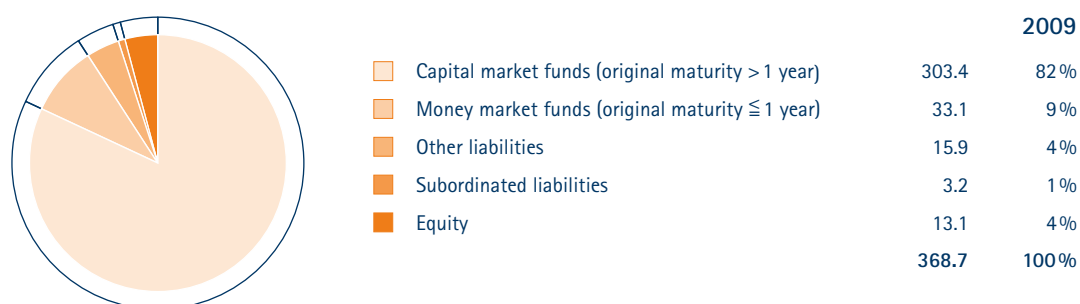 2009
Capital market funds (original maturity > 1 year) 303.4 82%
Money market funds (original maturity ≦ 1 year) 33.1 9%
Other liabilities 15.9 4%
Subordinated liabilities 3.2 1%
Equity 13.1 4%
368.7 100%